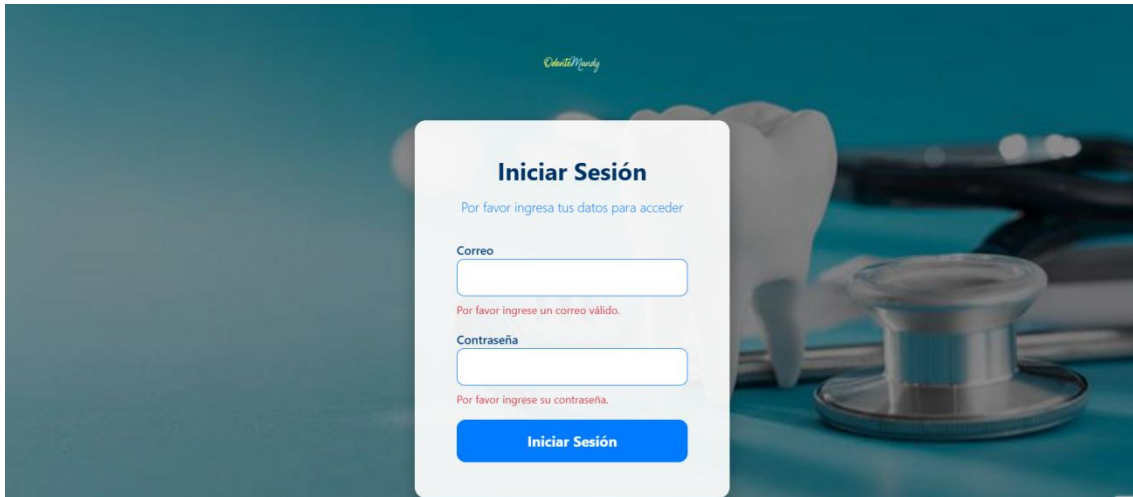 OdontoMandy
Iniciar Sesión
Por favor ingresa tus datos para acceder
Correo
Por favor ingrese un correo válido.
Contraseña
Por favor ingrese su contraseña.
Iniciar Sesión